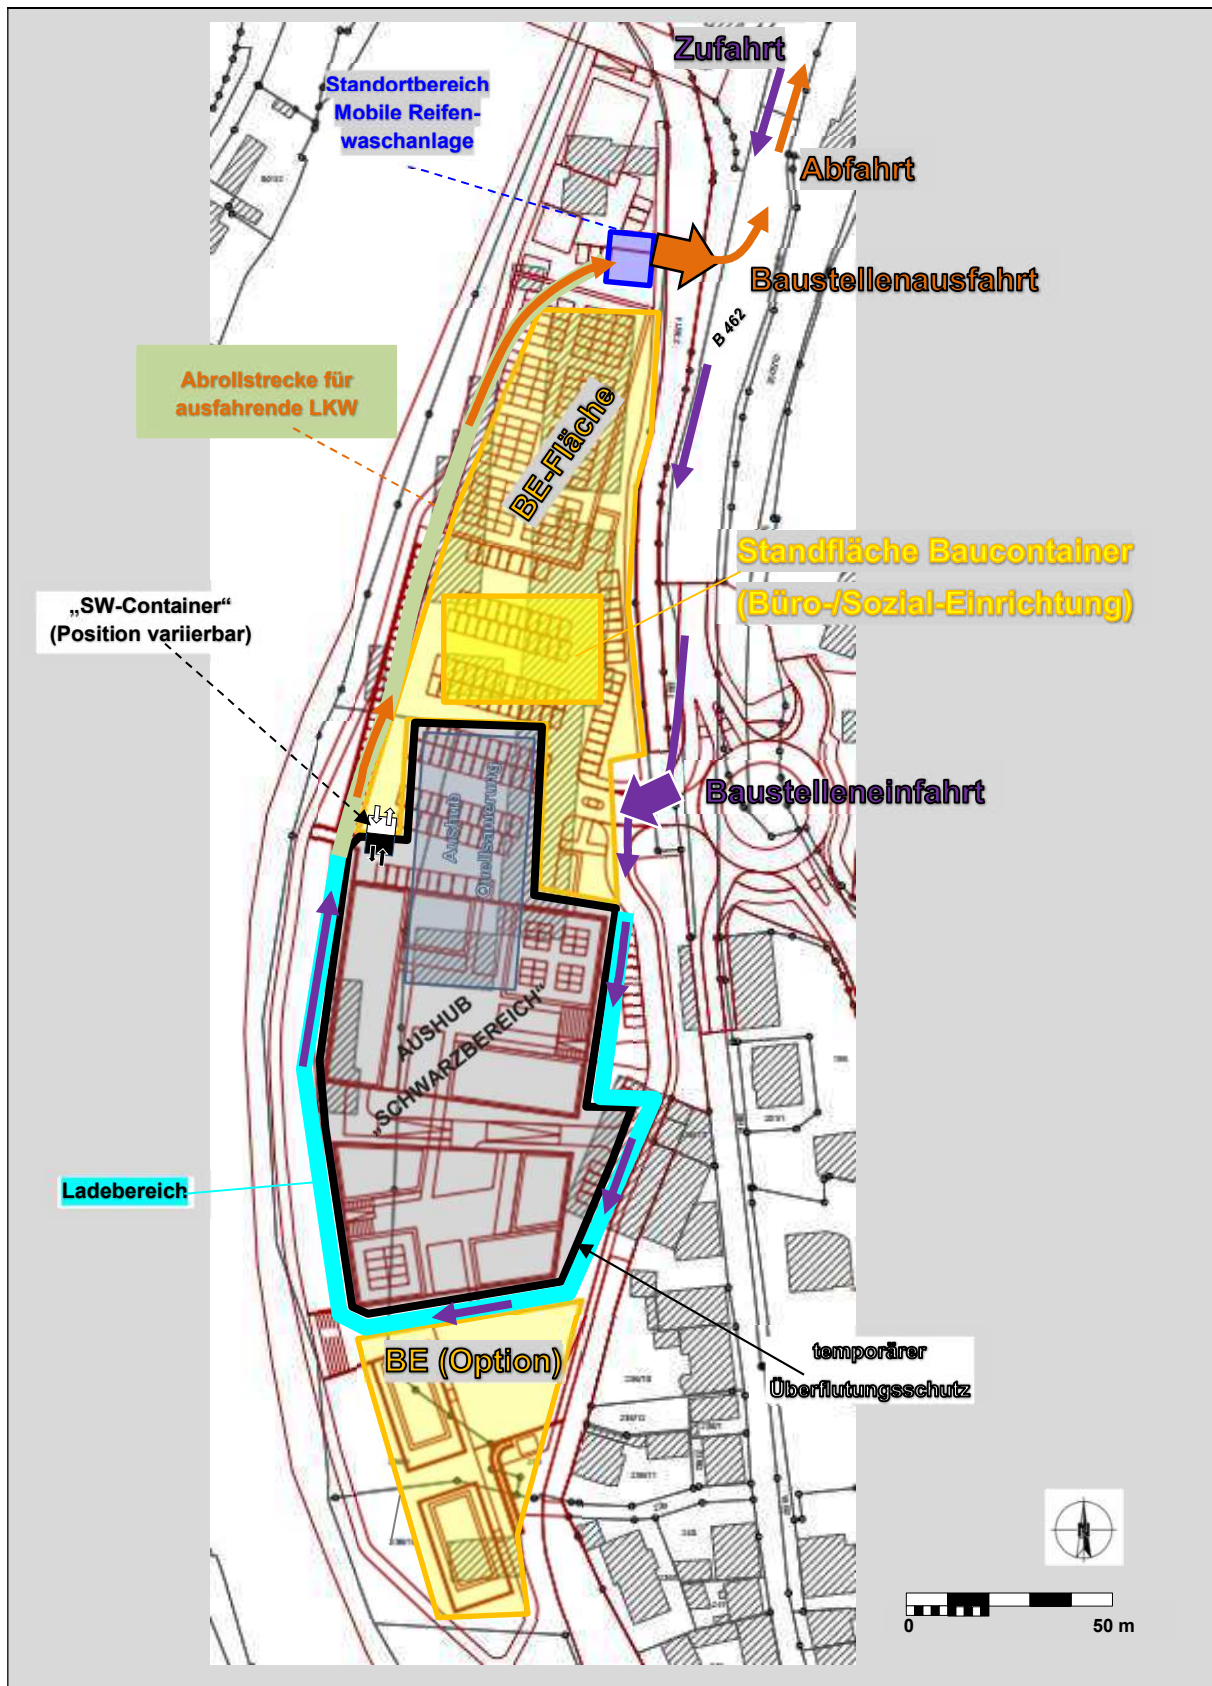 Zufahrt
Standortbereich
Mobile Reifen-
waschanlage
Abfahrt
Baustellenausfahrt
B 462
Abrollstrecke für
ausfahrende LKW
BE-Fläche
Standfläche Baucontainer
(Büro-/Sozial-Einrichtung)
„SW-Container“
(Position variierbar)
Baustelleneinfahrt
Aushub
Quellsanierung
AUSHUB
„SCHWARZBEREICH“
Ladebereich
BE (Option)
temporärer
Überflutungsschutz
N
0 50 m